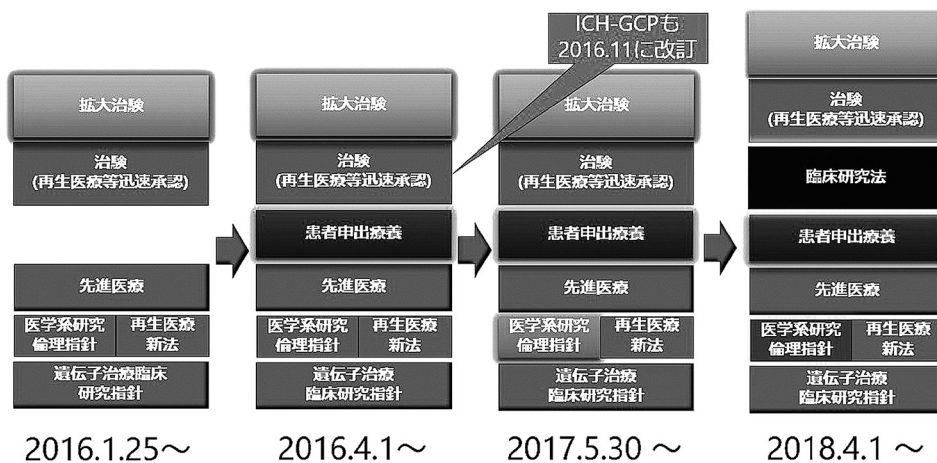 ICH-GCPも
2016.11に改訂
拡大治験
治験
(再生医療等迅速承認)
先進医療
医学系研究
倫理指針
再生医療
新法
遺伝子治療臨床
研究指針
2016.1.25～
拡大治験
治験
(再生医療等迅速承認)
患者申出療養
先進医療
医学系研究
倫理指針
再生医療
新法
遺伝子治療
臨床研究指針
2016.4.1～
拡大治験
治験
(再生医療等迅速承認)
患者申出療養
先進医療
医学系研究
倫理指針
再生医療
新法
遺伝子治療
臨床研究指針
2017.5.30 ～
拡大治験
治験
(再生医療等迅速承認)
臨床研究法
患者申出療養
先進医療
医学系研究
倫理指針
再生医療
新法
遺伝子治療
臨床研究指針
2018.4.1 ～